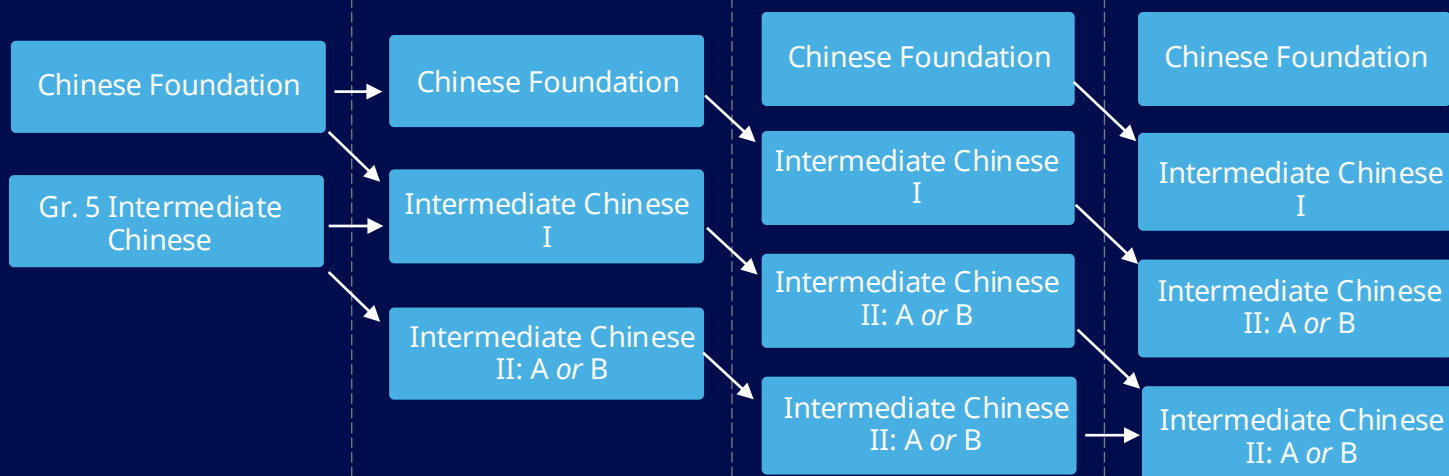 Chinese Foundation
Gr. 5 Intermediate
Chinese
Chinese Foundation
Intermediate Chinese
I
Intermediate Chinese
II: A or B
Chinese Foundation
Intermediate Chinese
I
Intermediate Chinese
II: A or B
Intermediate Chinese
II: A or B
Chinese Foundation
Intermediate Chinese
I
Intermediate Chinese
II: A or B
Intermediate Chinese
II: A or B